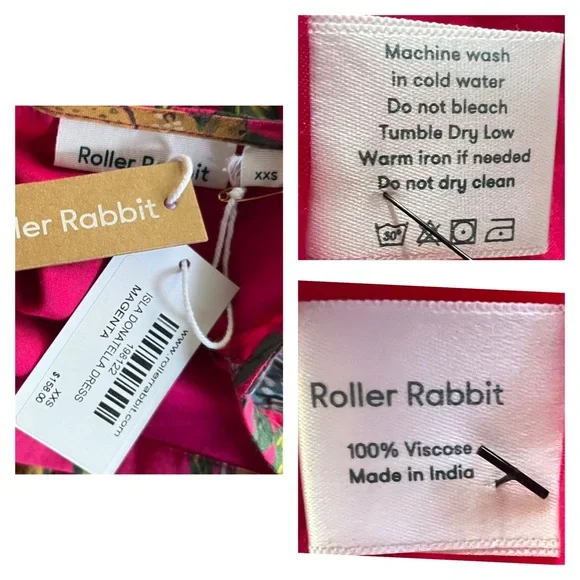 Roller Rabbit
XXS
ller Rabbit
ISLA DONATELLA DRESS
MAGENTA
198122
www.rollerrabbit.com
XXS
$158.00
Machine wash
in cold water
Do not bleach
Tumble Dry Low
Warm iron if needed
Do not dry clean
30°
Roller Rabbit
100% Viscose
Made in India